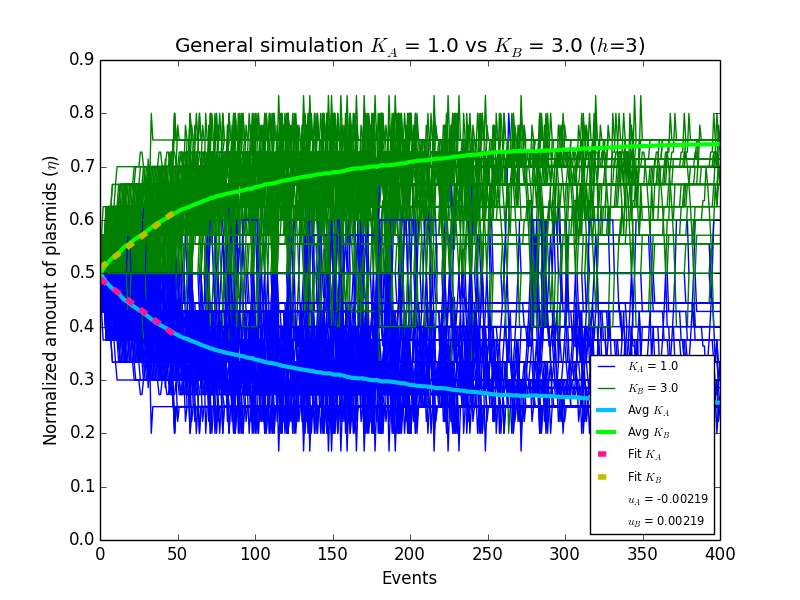 General simulation K_A = 1.0 vs K_B = 3.0 (h=3)
Normalized amount of plasmids (η)
0.9
0.8
0.7
0.6
0.5
0.4
0.3
0.2
0.1
0.0
K_A = 1.0
K_B = 3.0
Avg K_A
Avg K_B
Fit K_A
Fit K_B
u_A = -0.00219
u_B = 0.00219
0 50 100 150 200 250 300 350 400
Events